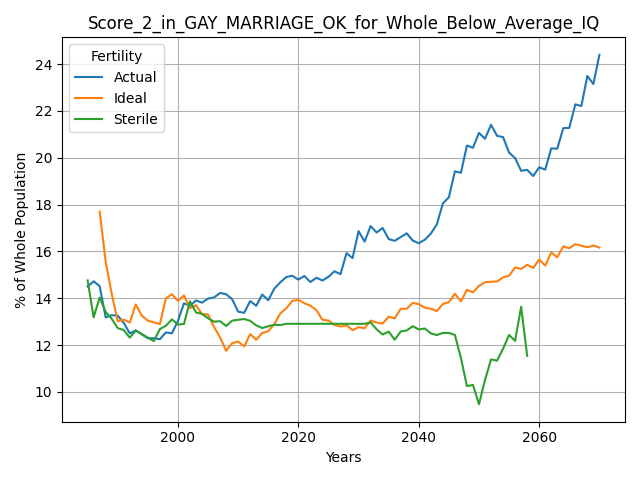 Score_2_in_GAY_MARRIAGE_OK_for_Whole_Below_Average_IQ
Fertility
Actual
Ideal
Sterile
% of Whole Population
24
22
20
18
16
14
12
10
2000 2020 2040 2060
Years